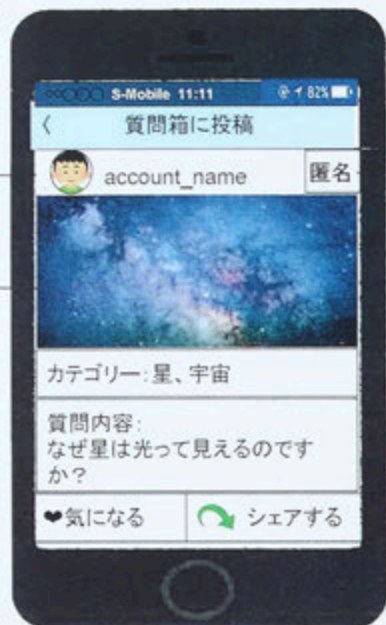 S-Mobile 11:11 82%
質問箱に投稿
account_name 匿名
カテゴリー：星、宇宙
質問内容：
なぜ星は光って見えるのです
か？
❤気になる シェアする